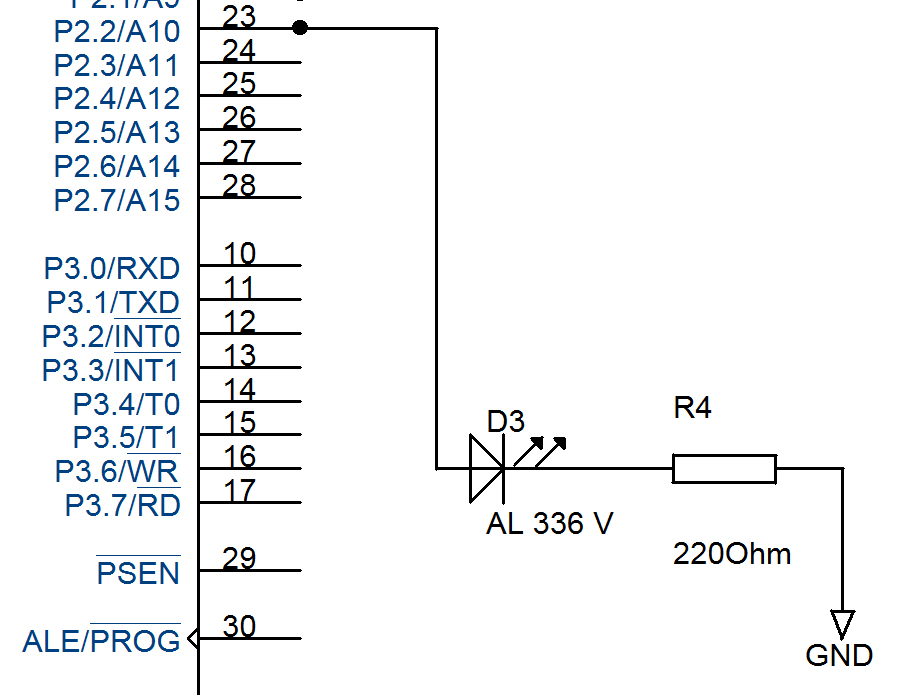 P2.1/A9
P2.2/A10 23
P2.3/A11 24
P2.4/A12 25
P2.5/A13 26
P2.6/A14 27
P2.7/A15 28
P3.0/RXD 10
P3.1/TXD 11
P3.2/INT0 12
P3.3/INT1 13
P3.4/T0 14
P3.5/T1 15
P3.6/WR 16
P3.7/RD 17
PSEN 29
ALE/PROG 30
D3
AL 336 V
R4
220Ohm
GND